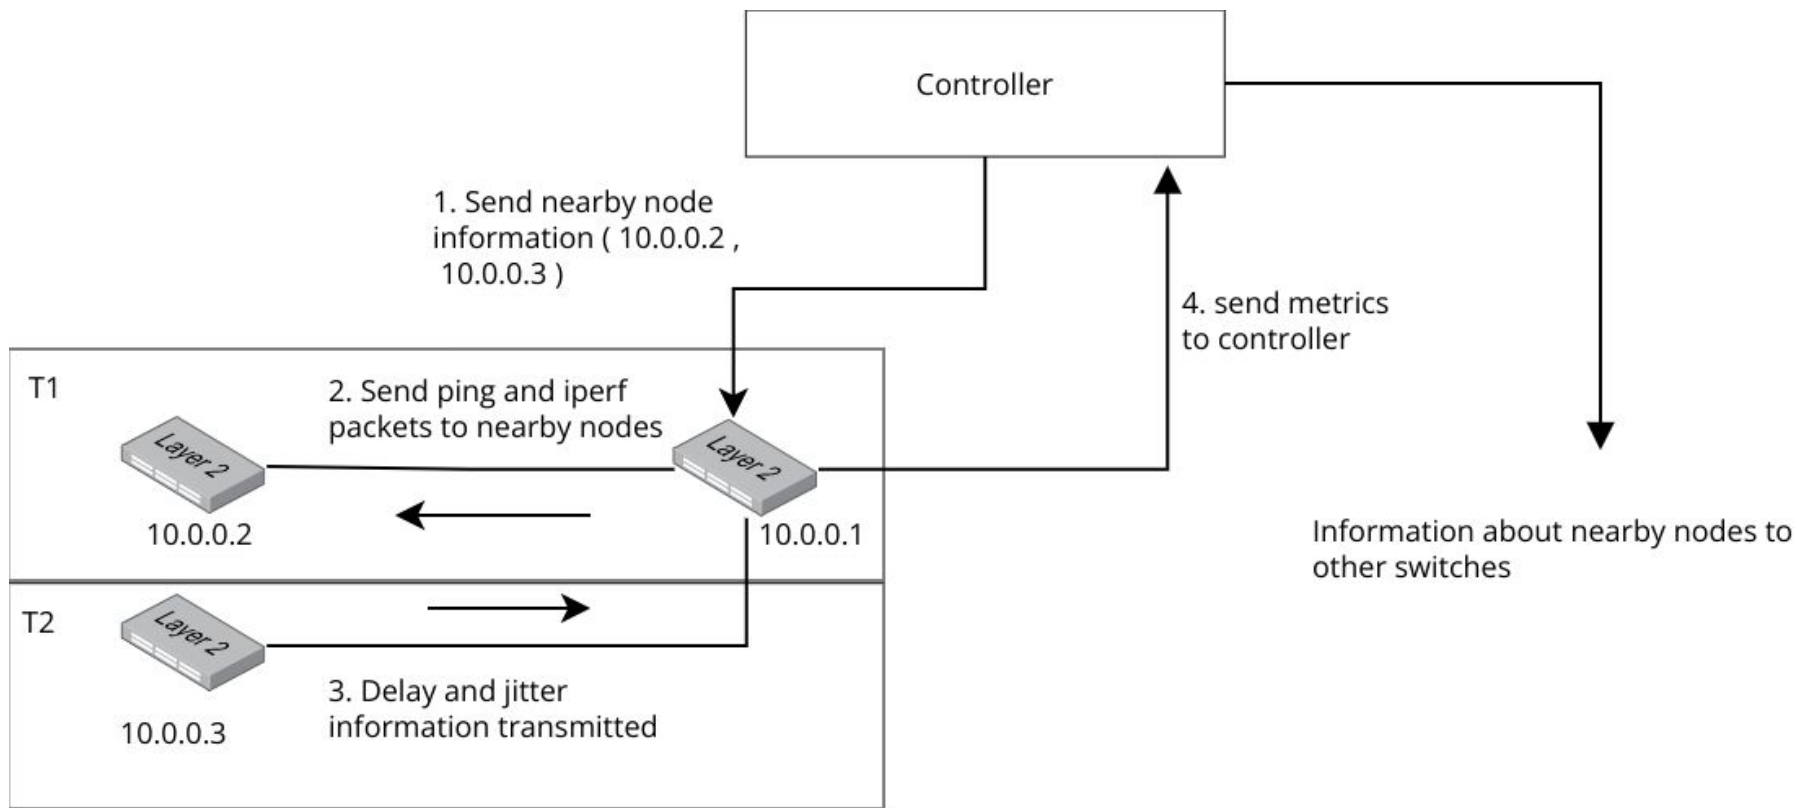 Controller
1. Send nearby node
information ( 10.0.0.2 ,
10.0.0.3 )
4. send metrics
to controller
T1
2. Send ping and iperf
packets to nearby nodes
Layer 2
Layer 2
10.0.0.2
10.0.0.1
Information about nearby nodes to
other switches
T2
Layer 2
3. Delay and jitter
information transmitted
10.0.0.3